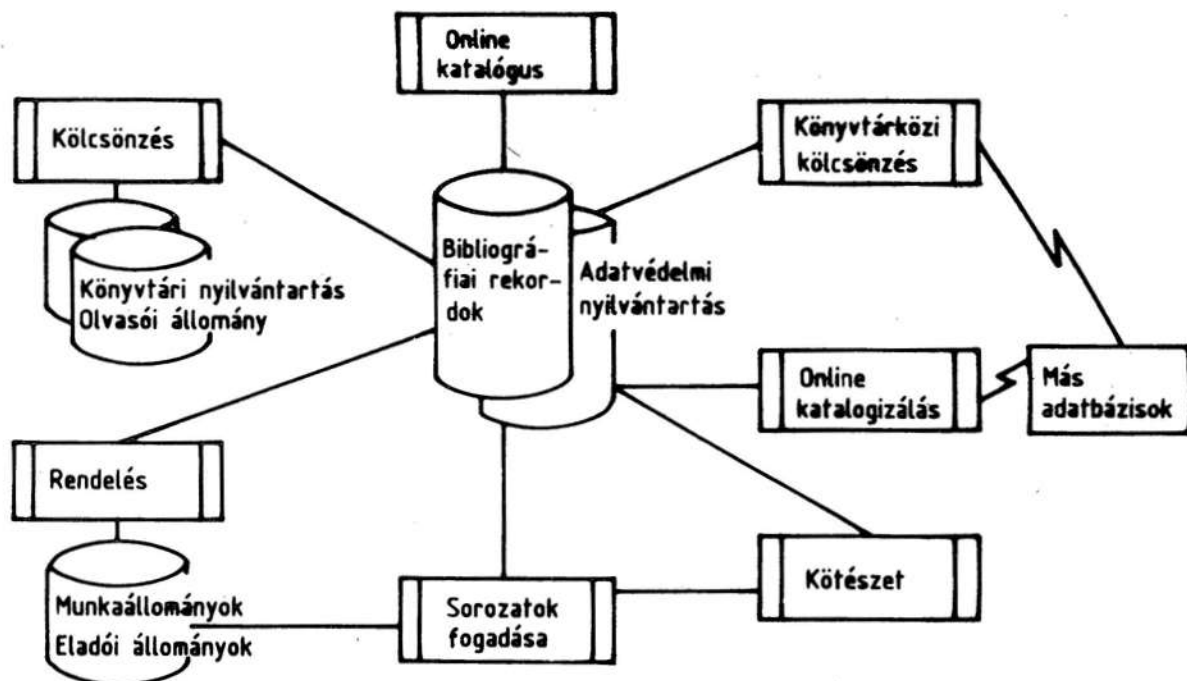 Online
katalógus
Kölcsönzés
Könyvtárközi
kölcsönzés
Könyvtári nyilvántartás
Olvasói állomány
Bibliográ-
fiai rekor-
dok
Adatvédelmi
nyilvántartás
Online
katalogizálás
Más
adatbázisok
Rendelés
Munkaállományok
Eladói állományok
Sorozatok
fogadása
Kötészet